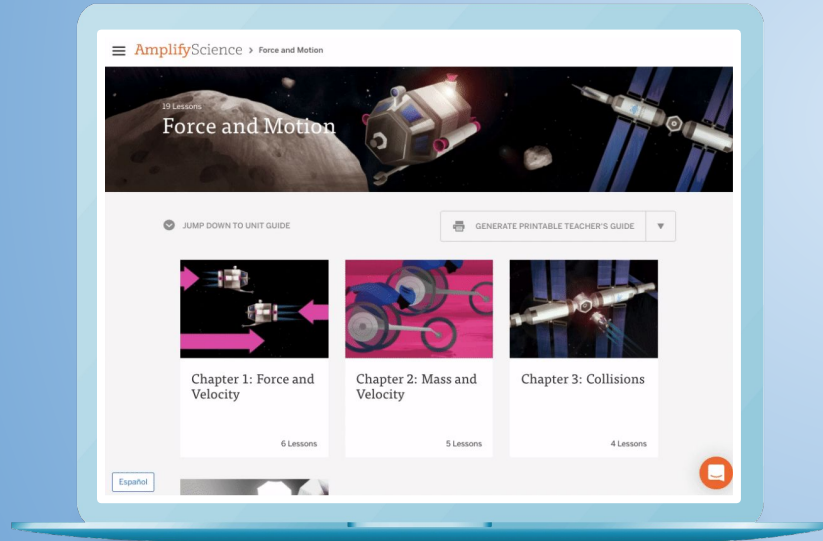 AmplifyScience > Force and Motion
19 Lessons
Force and Motion
JUMP DOWN TO UNIT GUIDE
GENERATE PRINTABLE TEACHER'S GUIDE
Chapter 1: Force and
Velocity
6 Lessons
Chapter 2: Mass and
Velocity
5 Lessons
Chapter 3: Collisions
4 Lessons
Español